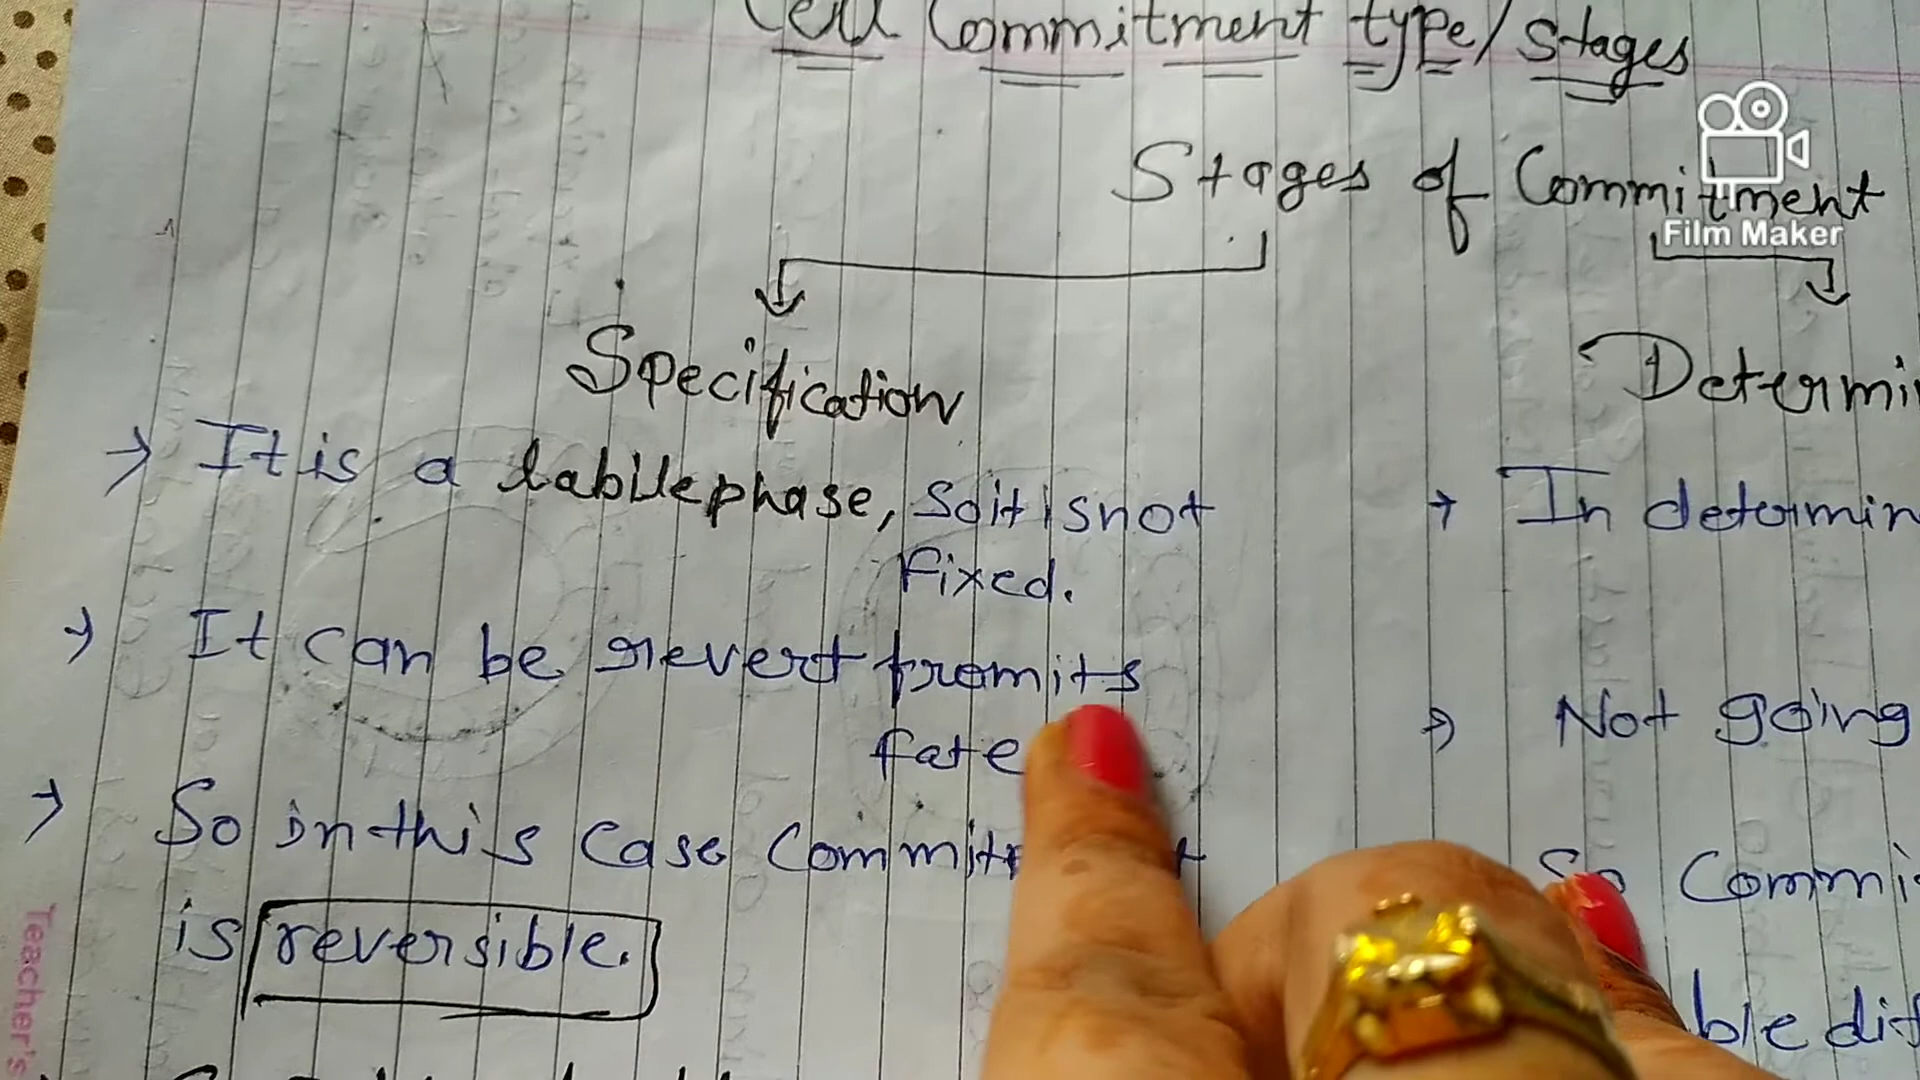 Cell Commitment type/Stages
Stages of Commitment
Film Maker
Specification
→ It is a labile phase, So it is not
Fixed.
→ It can be revert from its
fate
→ So in this Case Commit
is reversible.
Determi
→ In determin
→ Not going
So Commi
ble dif
Teacher's